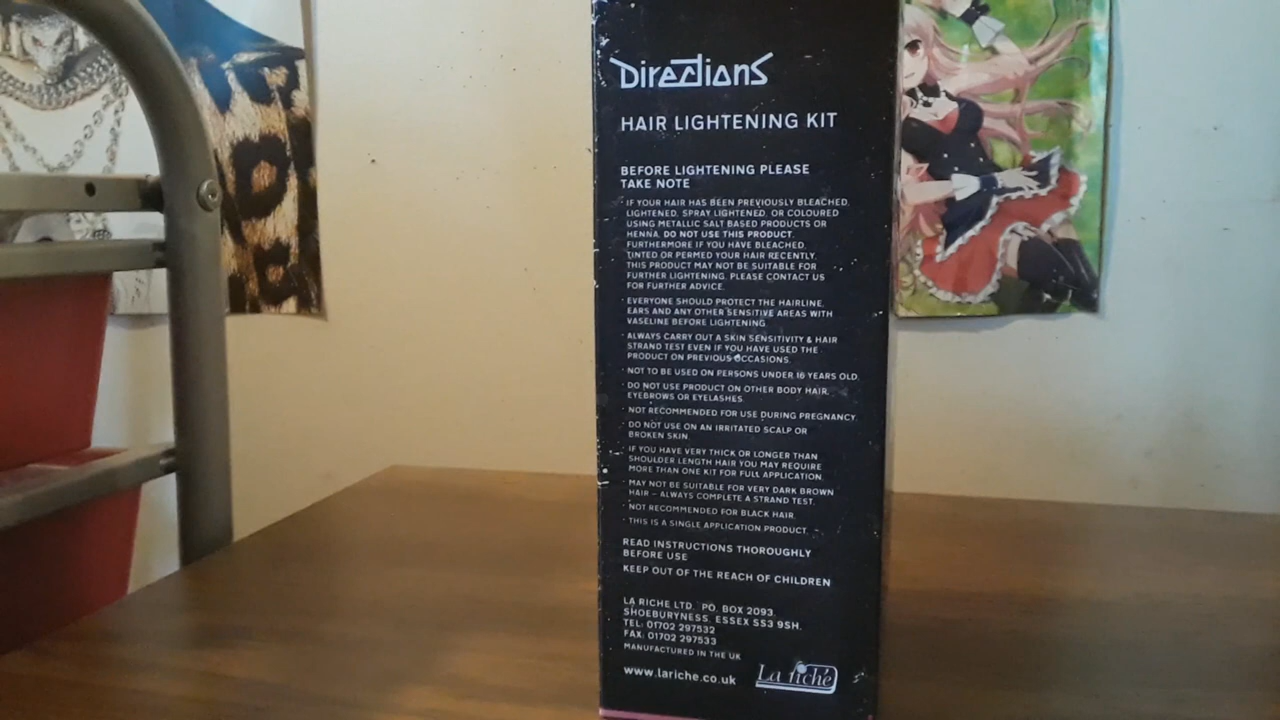 Directions
HAIR LIGHTENING KIT
BEFORE LIGHTENING PLEASE
TAKE NOTE
· IF YOUR HAIR HAS BEEN PREVIOUSLY BLEACHED,
LIGHTENED, SPRAY LIGHTENED, OR COLOURED
USING METALLIC SALT BASED PRODUCTS OR
HENNA, DO NOT USE THIS PRODUCT.
FURTHERMORE IF YOU HAVE BLEACHED,
TINTED OR PERMED YOUR HAIR RECENTLY,
THIS PRODUCT MAY NOT BE SUITABLE FOR
FURTHER LIGHTENING. PLEASE CONTACT US
FOR FURTHER ADVICE.
· EVERYONE SHOULD PROTECT THE HAIRLINE,
EARS AND ANY OTHER SENSITIVE AREAS WITH
VASELINE BEFORE LIGHTENING.
· ALWAYS CARRY OUT A SKIN SENSITIVITY & HAIR
STRAND TEST EVEN IF YOU HAVE USED THE
PRODUCT ON PREVIOUS OCCASIONS.
· NOT TO BE USED ON PERSONS UNDER 16 YEARS OLD.
· DO NOT USE PRODUCT ON OTHER BODY HAIR,
EYEBROWS OR EYELASHES.
· NOT RECOMMENDED FOR USE DURING PREGNANCY.
· DO NOT USE ON AN IRRITATED SCALP OR
BROKEN SKIN.
· IF YOU HAVE VERY THICK OR LONGER THAN
SHOULDER LENGTH HAIR YOU MAY REQUIRE
MORE THAN ONE KIT FOR FULL APPLICATION.
· MAY NOT BE SUITABLE FOR VERY DARK BROWN
HAIR – ALWAYS COMPLETE A STRAND TEST.
· NOT RECOMMENDED FOR BLACK HAIR.
· THIS IS A SINGLE APPLICATION PRODUCT.
READ INSTRUCTIONS THOROUGHLY
BEFORE USE
KEEP OUT OF THE REACH OF CHILDREN
LA RICHE LTD. PO. BOX 2093,
SHOEBURYNESS, ESSEX SS3 9SH.
TEL: 01702 297532
FAX: 01702 297533
MANUFACTURED IN THE UK
www.lariche.co.uk
La riché